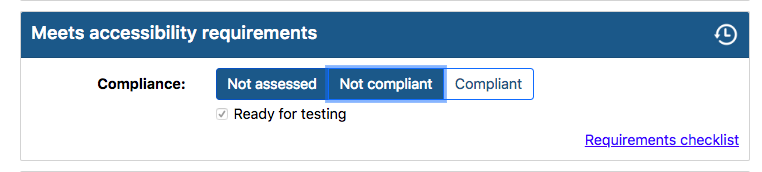 Meets accessibility requirements
Compliance: Not assessed Not compliant Compliant
Ready for testing
Requirements checklist